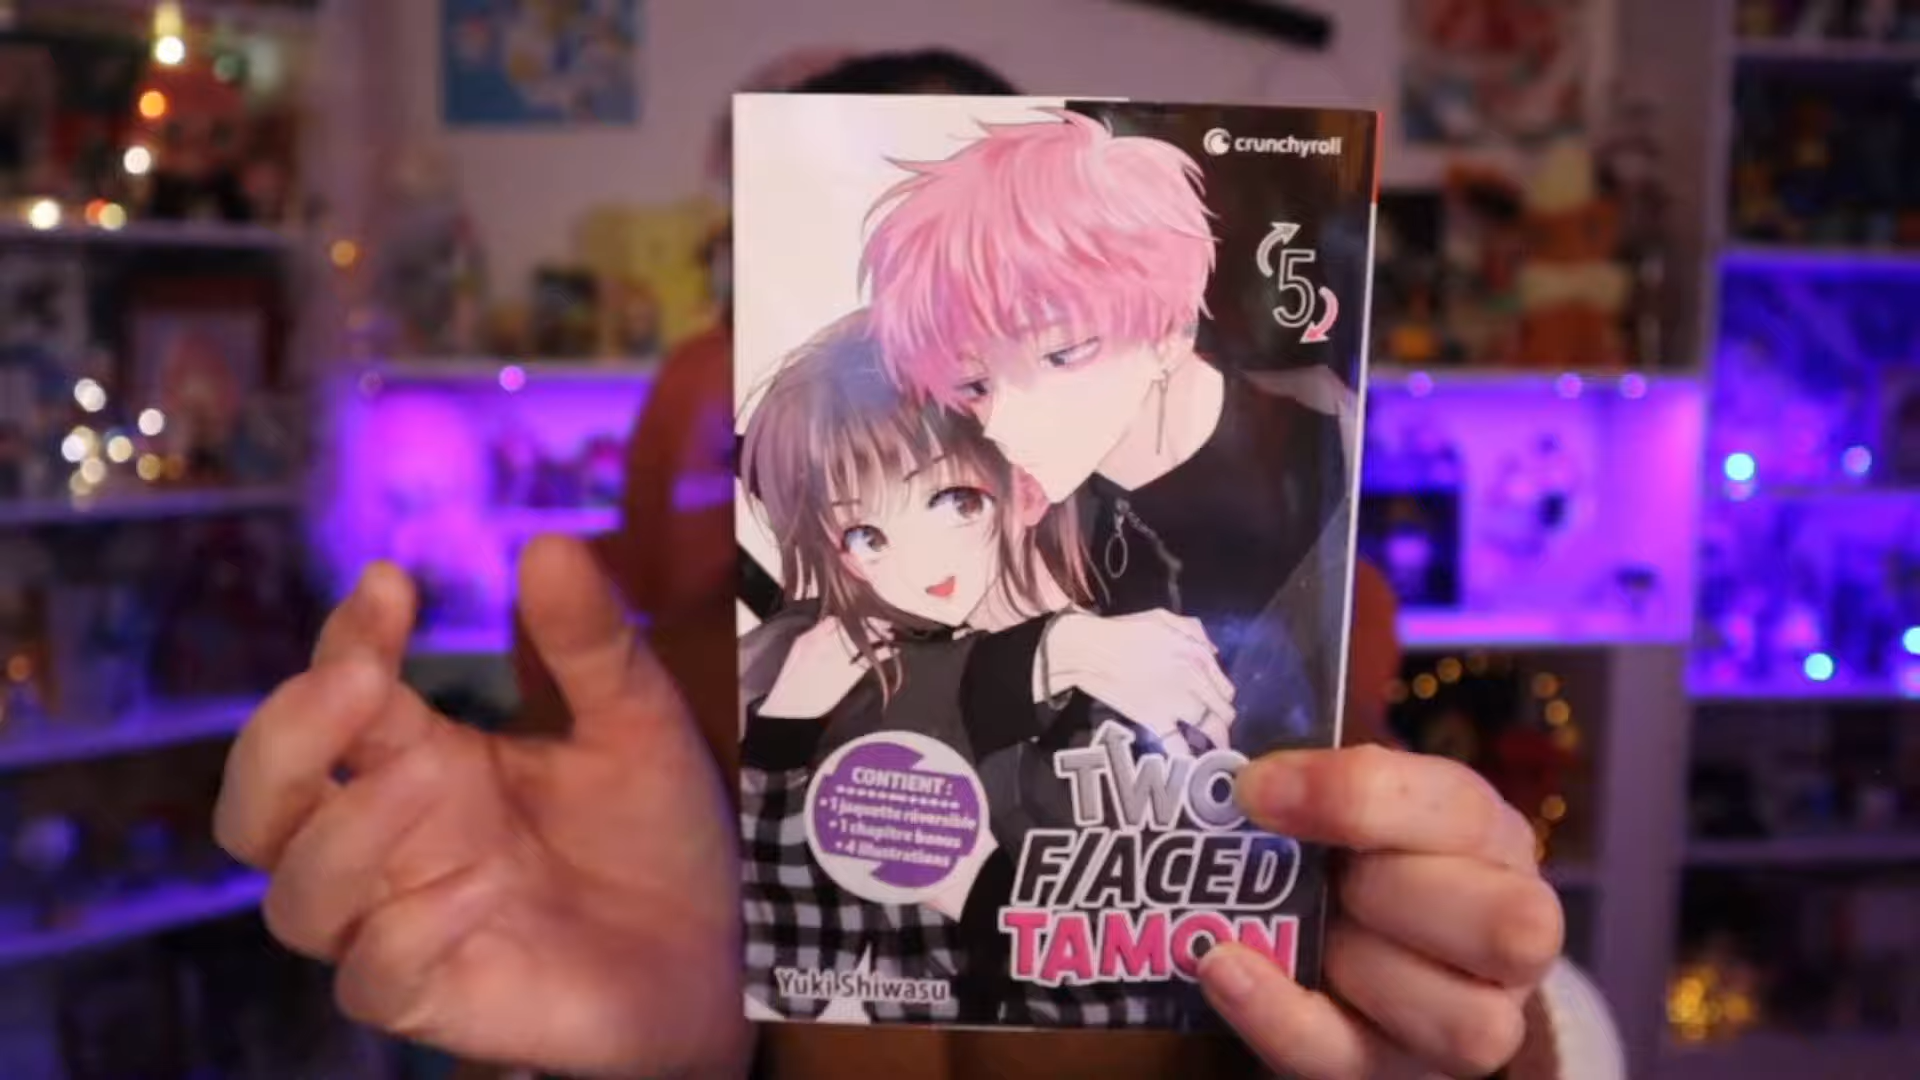 crunchyroll
5
CONTIENT :
• 1 jaquette réversible
• 1 chapitre bonus
• 4 illustrations
TWO
F/ACED
TAMON
Yuki Shiwasu